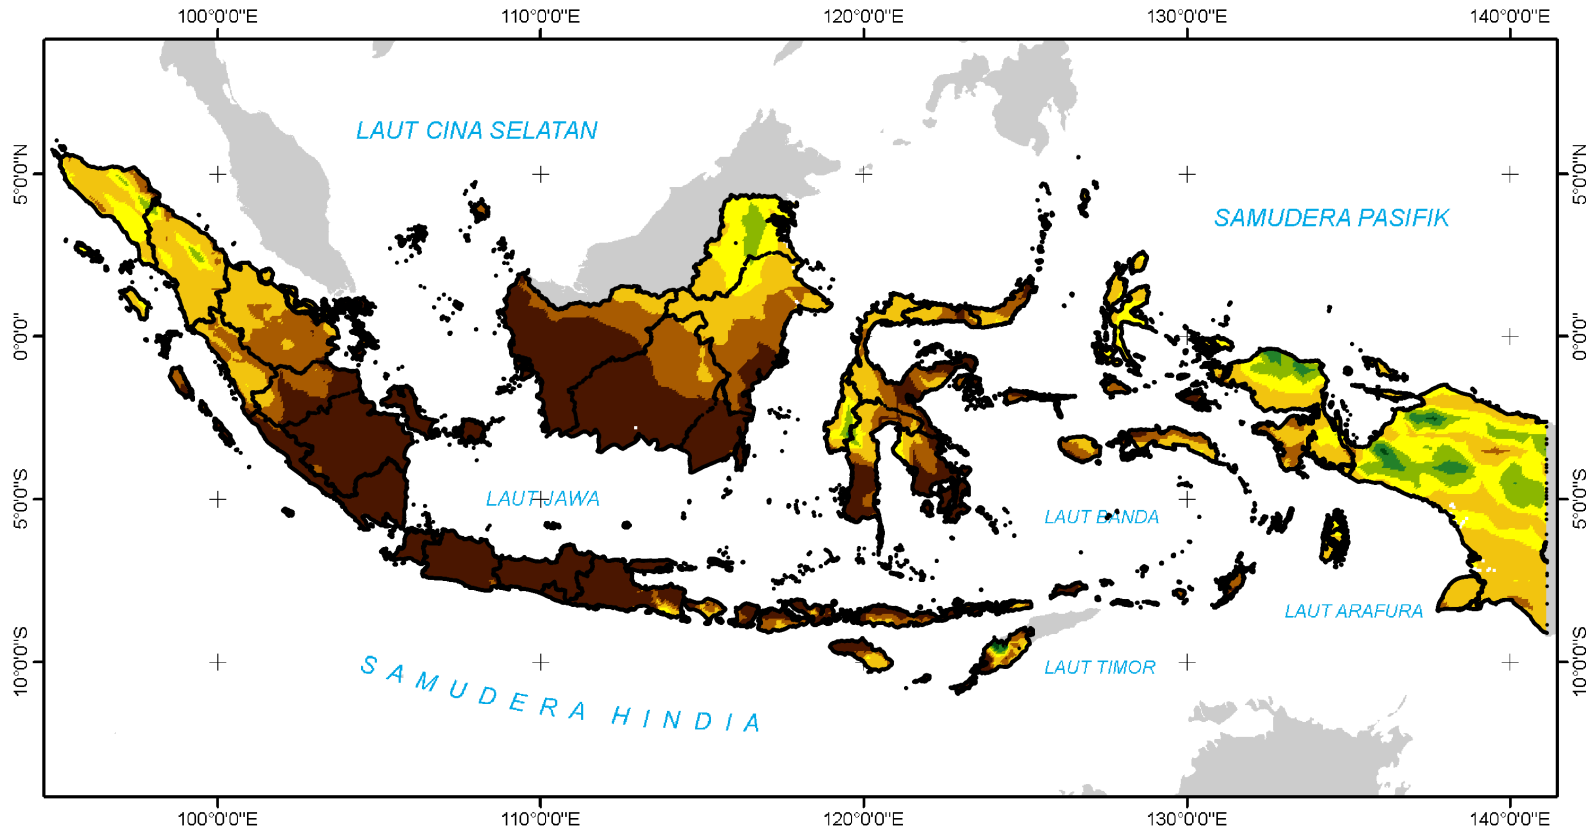 100°0'0"E 110°0'0"E 120°0'0"E 130°0'0"E 140°0'0"E
LAUT CINA SELATAN
5°0'0"N 5°0'0"N
SAMUDERA PASIFIK
0°0'0" 0°0'0"
LAUT JAWA
5°0'0"S 5°0'0"S
LAUT BANDA
LAUT ARAFURA
10°0'0"S 10°0'0"S
LAUT TIMOR
SAMUDERA HINDIA
100°0'0"E 110°0'0"E 120°0'0"E 130°0'0"E 140°0'0"E